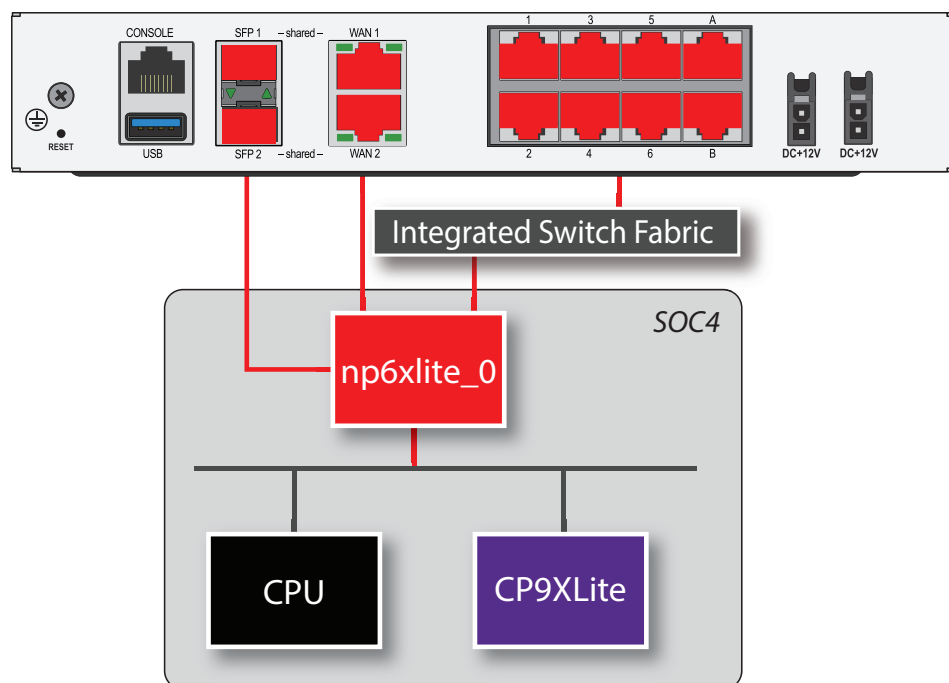 CONSOLE
SFP 1
shared
WAN 1
1
3
5
A
RESET
USB
SFP 2
shared
WAN 2
2
4
6
B
DC+12V
DC+12V
Integrated Switch Fabric
SOC4
np6xlite_0
CPU
CP9XLite